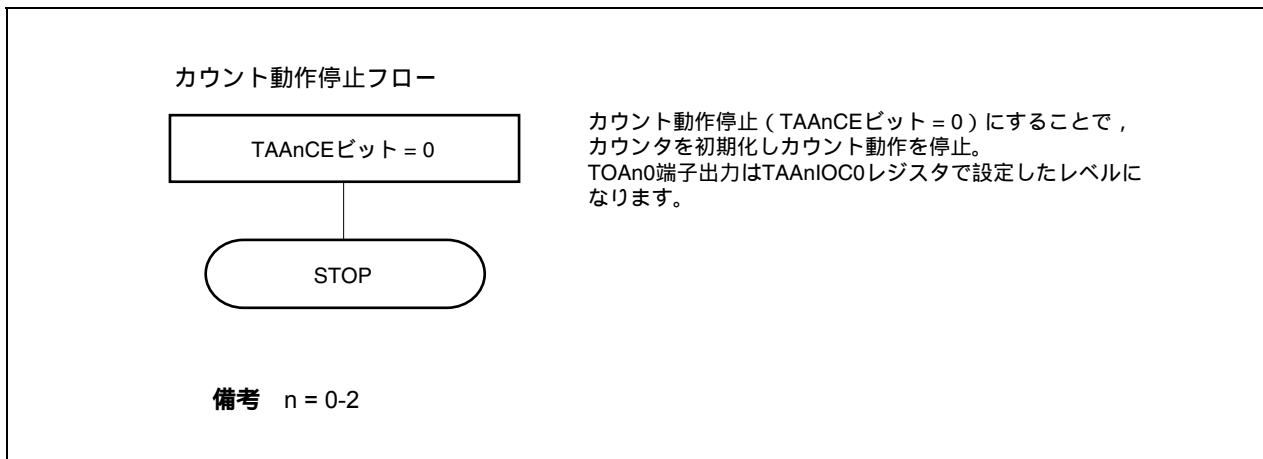 カウント動作停止フロー
TAAnCEビット = 0
カウント動作停止（TAAnCEビット = 0）にすることで，
カウンタを初期化しカウント動作を停止。
TOAn0端子出力はTAAnIOC0レジスタで設定したレベルに
なります。
STOP
備考 n = 0-2